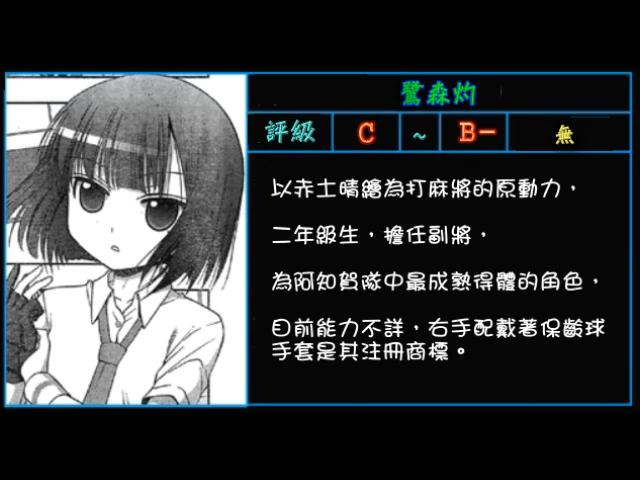 鷺森灼
評級 C ~ B- 無
以赤土晴繪為打麻將的原動力，
二年級生，擔任副將，
為阿知賀隊中最成熟得體的角色，
目前能力不詳，右手配戴著保齡球
手套是其注冊商標。